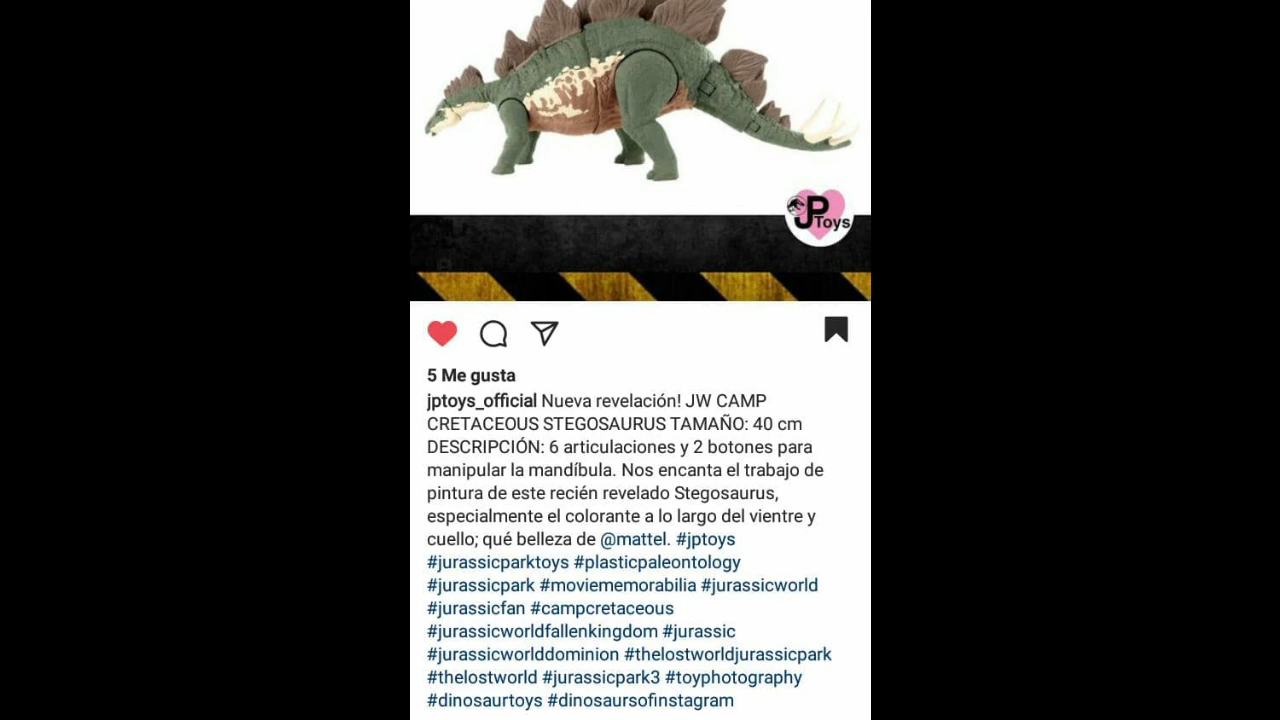 JP
Toys
5 Me gusta
jptoys_official Nueva revelación! JW CAMP
CRETACEOUS STEGOSAURUS TAMAÑO: 40 cm
DESCRIPCIÓN: 6 articulaciones y 2 botones para
manipular la mandíbula. Nos encanta el trabajo de
pintura de este recién revelado Stegosaurus,
especialmente el colorante a lo largo del vientre y
cuello; qué belleza de @mattel. #jptoys
#jurassicparktoys #plasticpaleontology
#jurassicpark #moviememorabilia #jurassicworld
#jurassicfan #campcretaceous
#jurassicworldfallenkingdom #jurassic
#jurassicworlddominion #thelostworldjurassicpark
#thelostworld #jurassicpark3 #toyphotography
#dinosaurtoys #dinosaursofinstagram